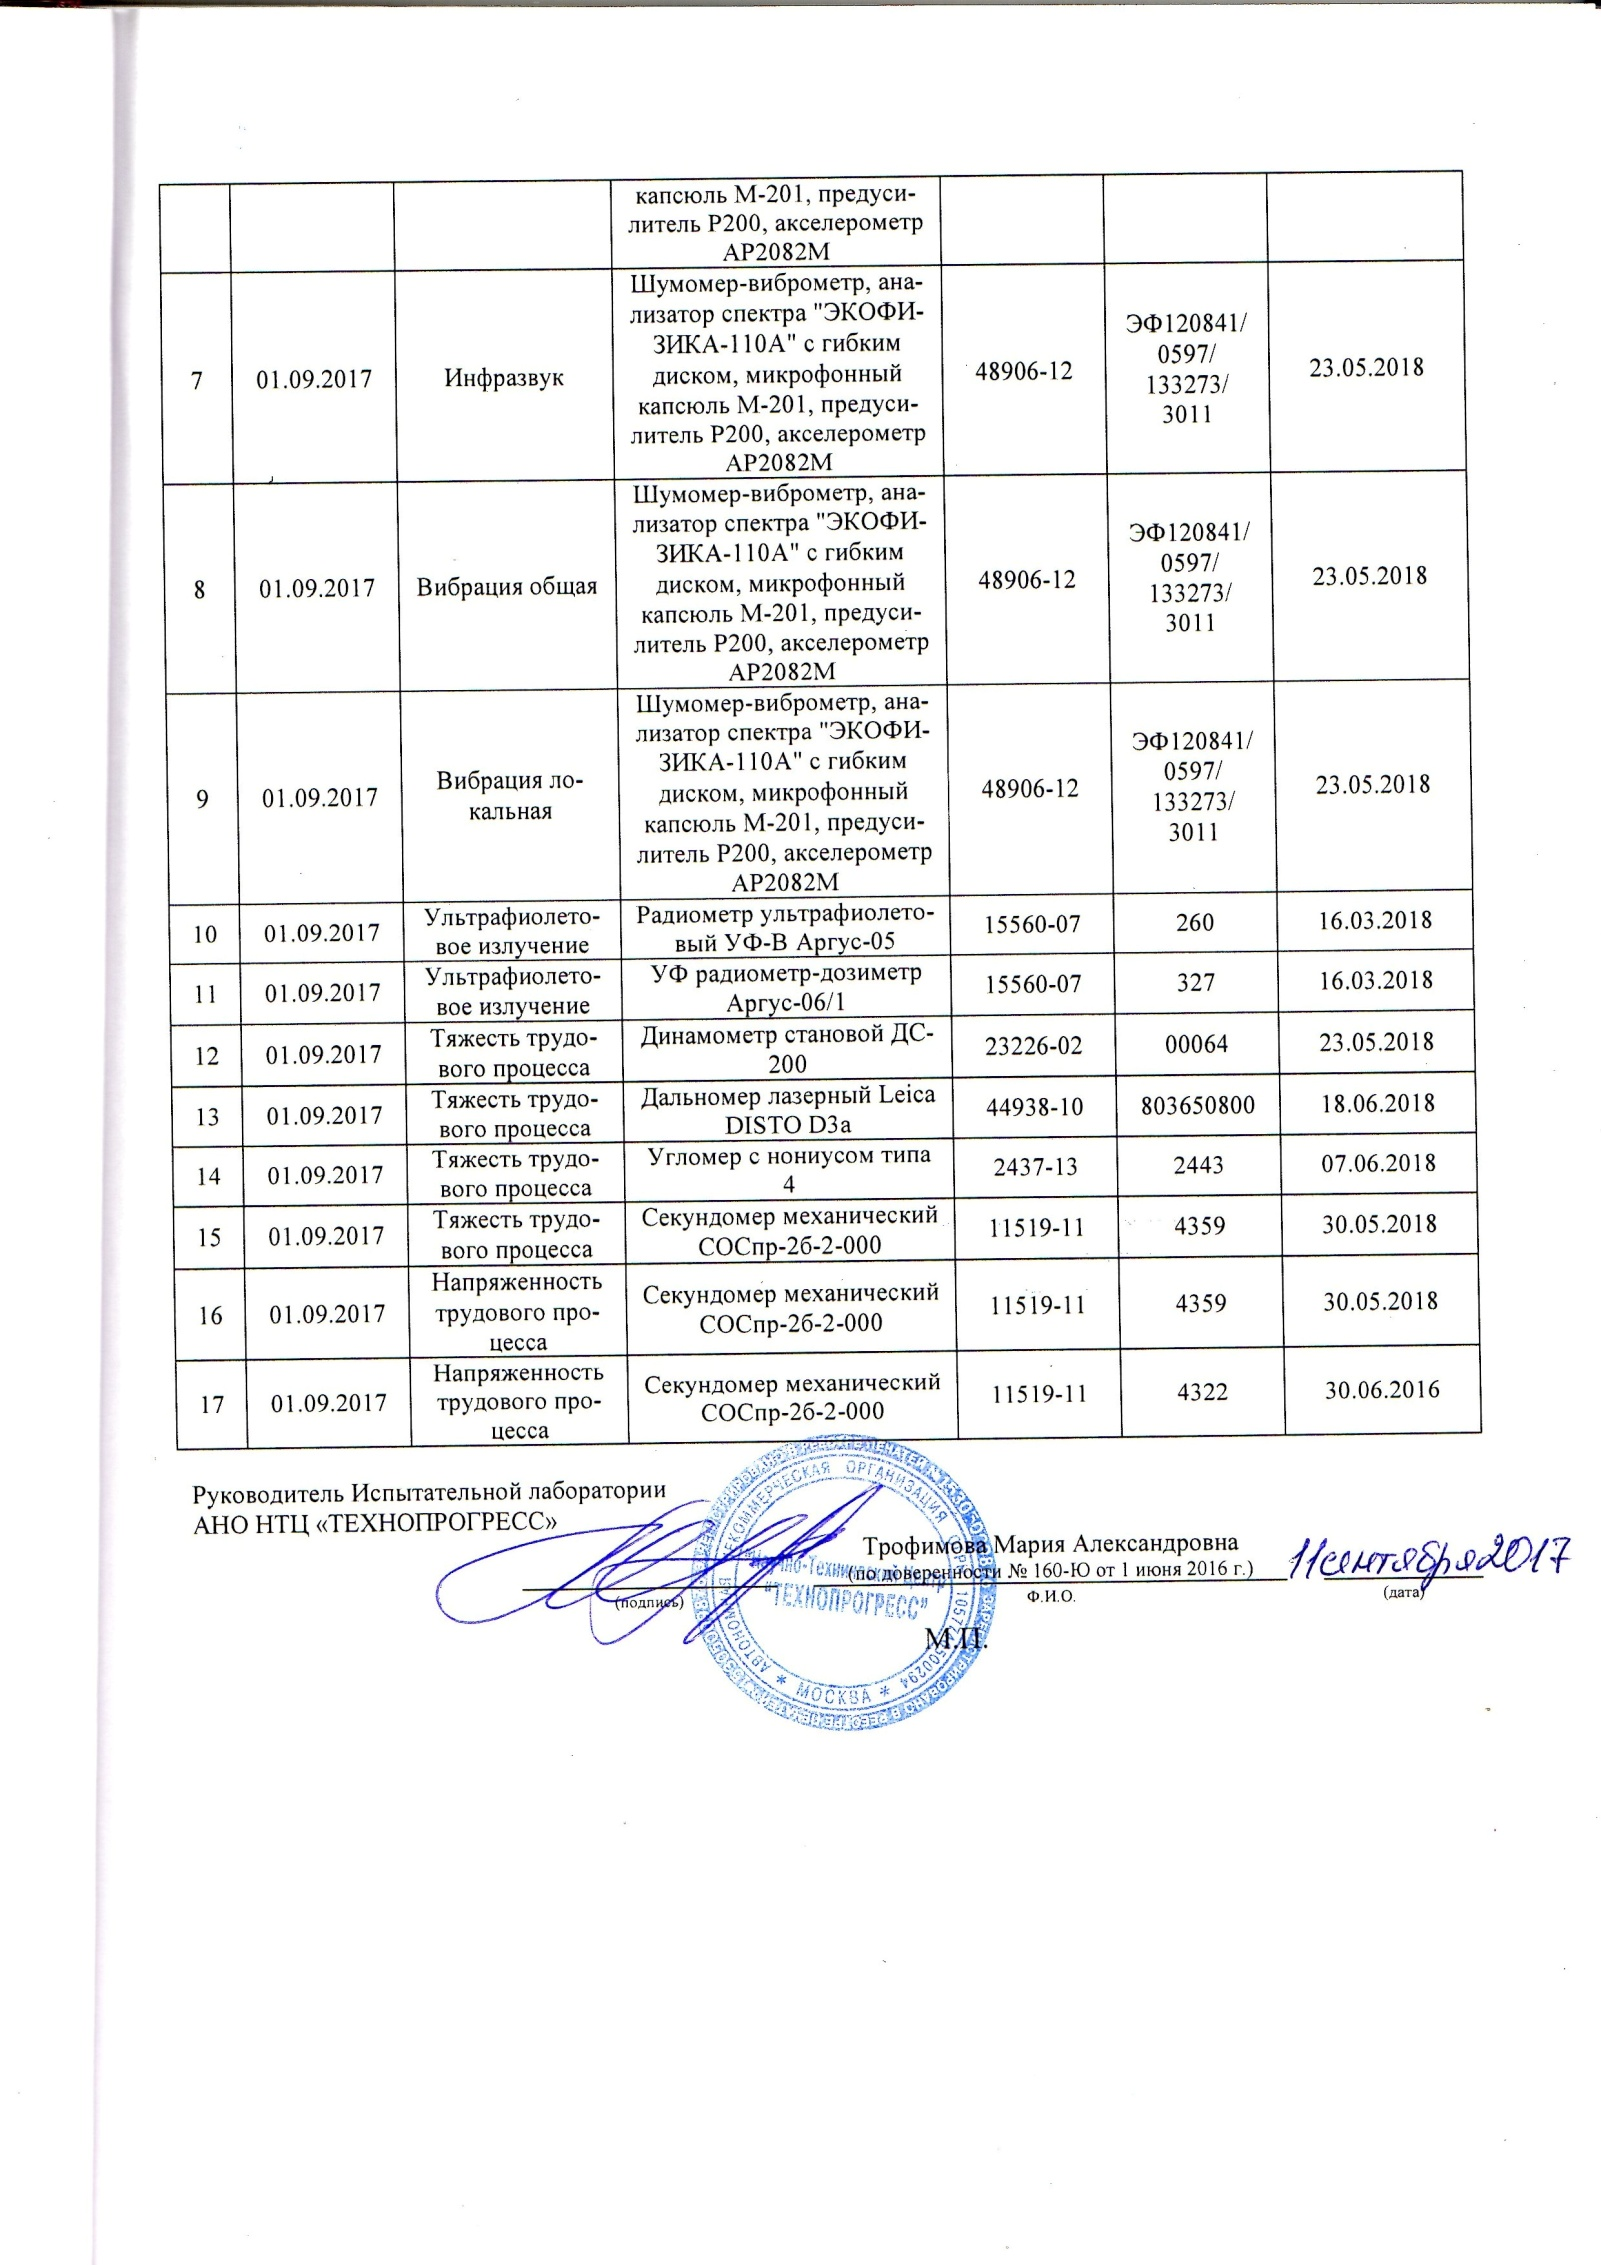 капсюль М-201, предуси-
литель Р200, акселерометр
АР2082М
7
01.09.2017
Инфразвук
Шумомер-виброметр, ана-
лизатор спектра "ЭКОФИ-
ЗИКА-110А" с гибким
диском, микрофонный
капсюль М-201, предуси-
литель Р200, акселерометр
АР2082М
48906-12
ЭФ120841/
0597/
133273/
3011
23.05.2018
8
01.09.2017
Вибрация общая
Шумомер-виброметр, ана-
лизатор спектра "ЭКОФИ-
ЗИКА-110А" с гибким
диском, микрофонный
капсюль М-201, предуси-
литель Р200, акселерометр
АР2082М
48906-12
ЭФ120841/
0597/
133273/
3011
23.05.2018
9
01.09.2017
Вибрация ло-
кальная
Шумомер-виброметр, ана-
лизатор спектра "ЭКОФИ-
ЗИКА-110А" с гибким
диском, микрофонный
капсюль М-201, предуси-
литель Р200, акселерометр
АР2082М
48906-12
ЭФ120841/
0597/
133273/
3011
23.05.2018
10
01.09.2017
Ультрафиолето-
вое излучение
Радиометр ультрафиолето-
вый УФ-В Аргус-05
15560-07
260
16.03.2018
11
01.09.2017
Ультрафиолето-
вое излучение
УФ радиометр-дозиметр
Аргус-06/1
15560-07
327
16.03.2018
12
01.09.2017
Тяжесть трудо-
вого процесса
Динамометр становой ДС-
200
23226-02
00064
23.05.2018
13
01.09.2017
Тяжесть трудо-
вого процесса
Дальномер лазерный Leica
DISTO D3a
44938-10
803650800
18.06.2018
14
01.09.2017
Тяжесть трудо-
вого процесса
Угломер с нониусом типа
4
2437-13
2443
07.06.2018
15
01.09.2017
Тяжесть трудо-
вого процесса
Секундомер механический
СОСпр-2б-2-000
11519-11
4359
30.05.2018
16
01.09.2017
Напряженность
трудового про-
цесса
Секундомер механический
СОСпр-2б-2-000
11519-11
4359
30.05.2018
17
01.09.2017
Напряженность
трудового про-
цесса
Секундомер механический
СОСпр-2б-2-000
11519-11
4322
30.06.2016
Руководитель Испытательной лаборатории
АНО НТЦ «ТЕХНОПРОГРЕСС»
Трофимова Мария Александровна
(по доверенности № 160-Ю от 1 июня 2016 г.)
11 сентября 2017
(подпись)
Ф.И.О.
(дата)
М.П.
АВТОНОМНАЯ НЕКОММЕРЧЕСКАЯ ОРГАНИЗАЦИЯ
Научно-Технический Центр
"ТЕХНОПРОГРЕСС"
* МОСКВА *